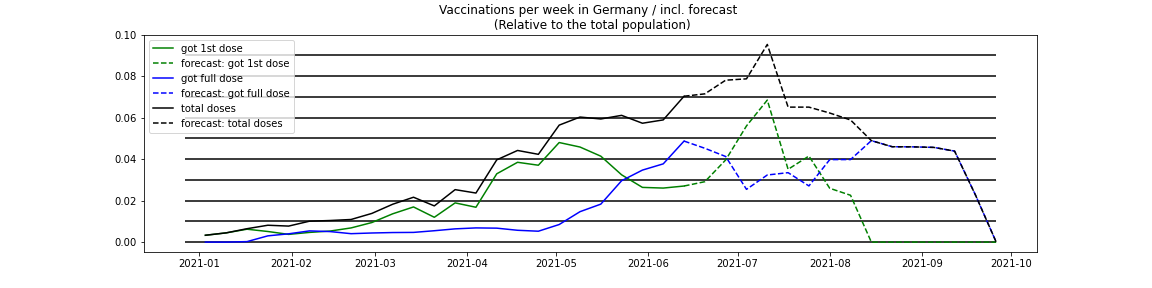 Vaccinations per week in Germany / incl. forecast
(Relative to the total population)
0.10
0.08
0.06
0.04
0.02
0.00
got 1st dose
forecast: got 1st dose
got full dose
forecast: got full dose
total doses
forecast: total doses
2021-01
2021-02
2021-03
2021-04
2021-05
2021-06
2021-07
2021-08
2021-09
2021-10